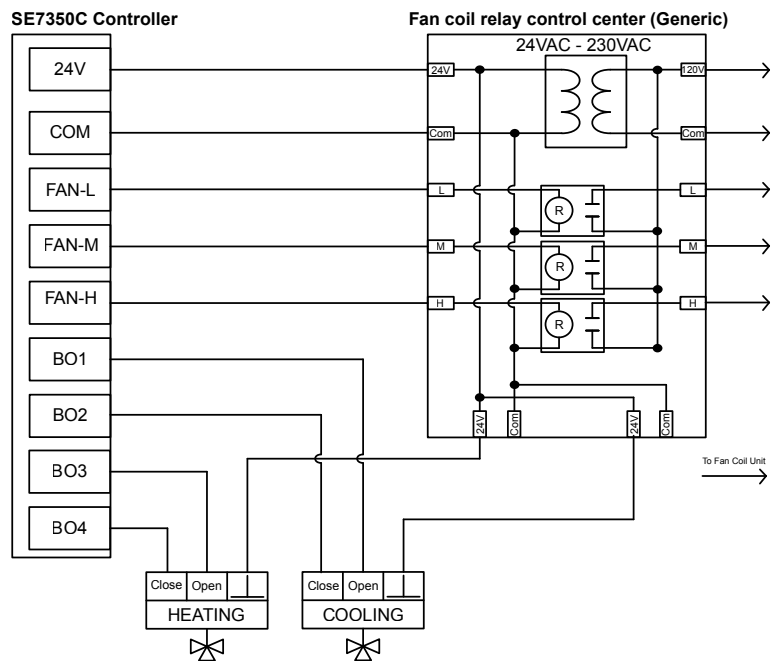 SE7350C Controller
Fan coil relay control center (Generic)
24VAC - 230VAC
24V
24V
120V
COM
Com
Com
FAN-L
L
R
L
FAN-M
M
R
M
FAN-H
H
R
H
BO1
BO2
24V
Com
24V
Com
BO3
To Fan Coil Unit
BO4
Close Open
Close Open
HEATING
COOLING